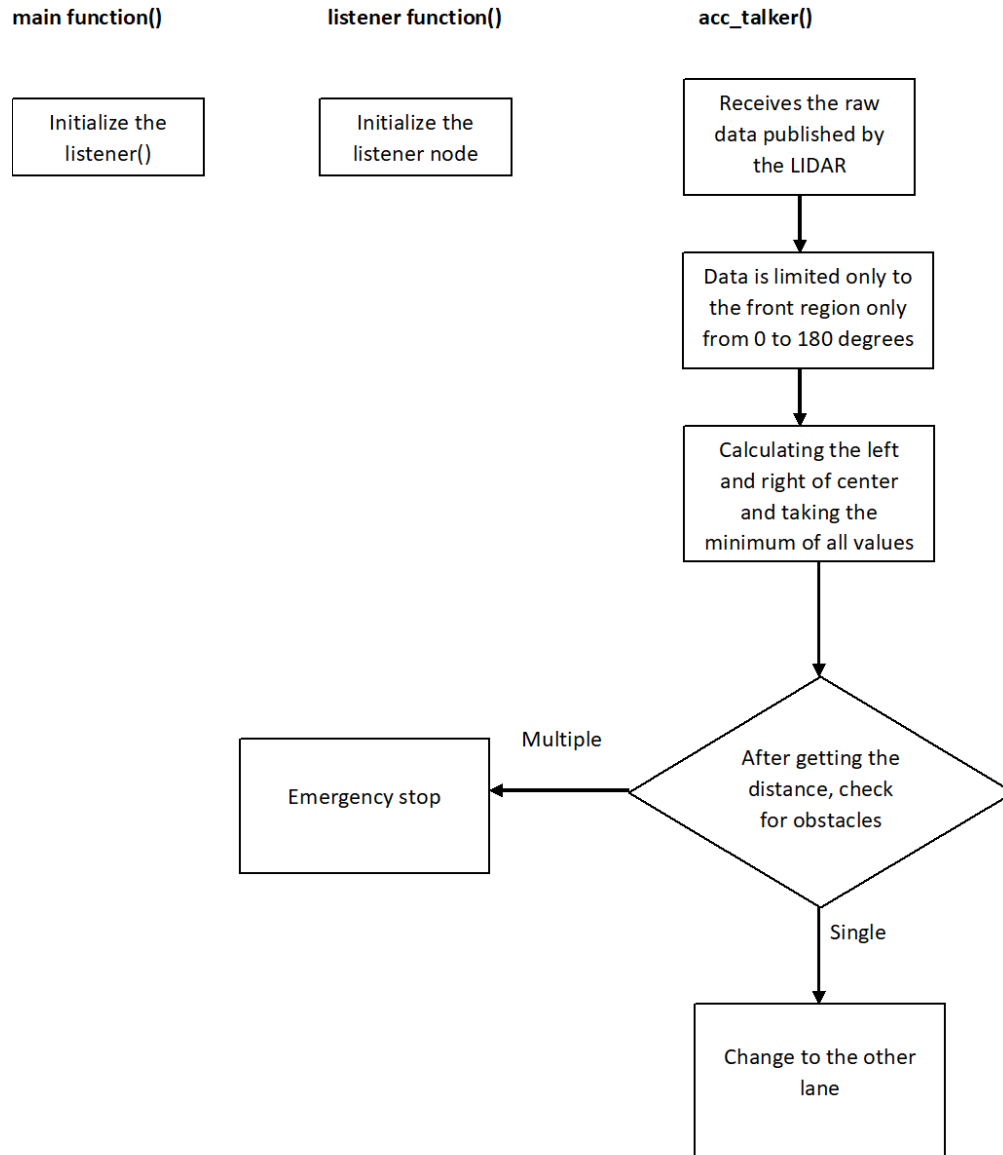 main function()
listener function()
acc_talker()
Initialize the
listener()
Initialize the
listener node
Receives the raw
data published by
the LIDAR
Data is limited only to
the front region only
from 0 to 180 degrees
Calculating the left
and right of center
and taking the
minimum of all values
After getting the
distance, check
for obstacles
Multiple
Emergency stop
Single
Change to the other
lane